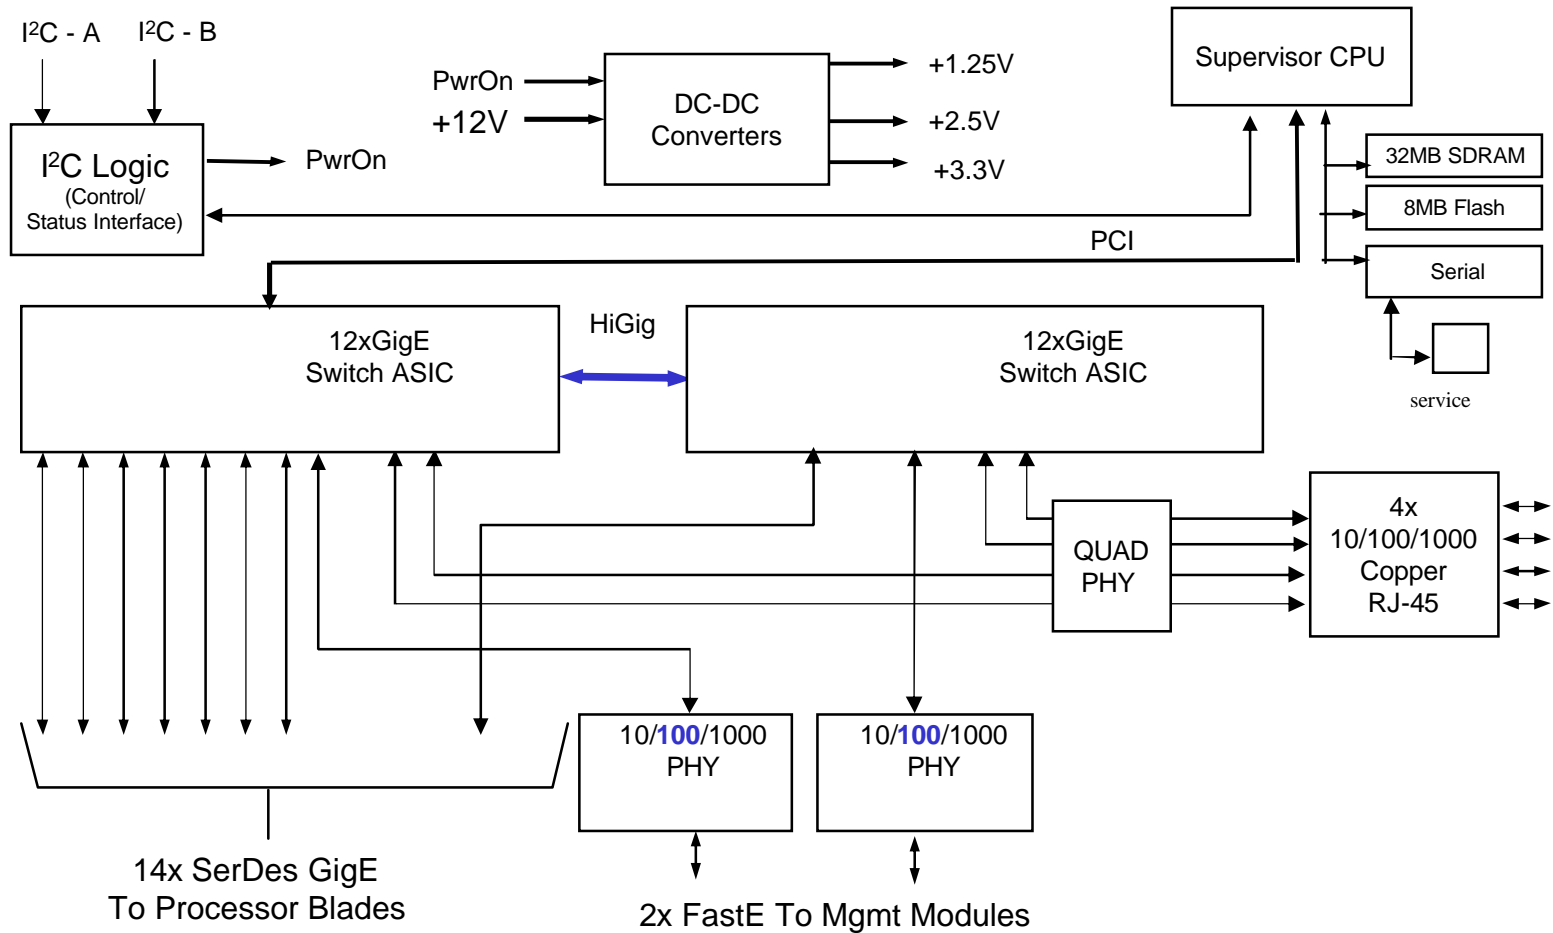 I²C - A
I²C - B
PwrOn
+12V
DC-DC
Converters
+1.25V
+2.5V
+3.3V
Supervisor CPU
I²C Logic
(Control/
Status Interface)
PwrOn
32MB SDRAM
8MB Flash
Serial
service
PCI
12xGigE
Switch ASIC
HiGig
12xGigE
Switch ASIC
QUAD
PHY
4x
10/100/1000
Copper
RJ-45
10/100/1000
PHY
10/100/1000
PHY
14x SerDes GigE
To Processor Blades
2x FastE To Mgmt Modules